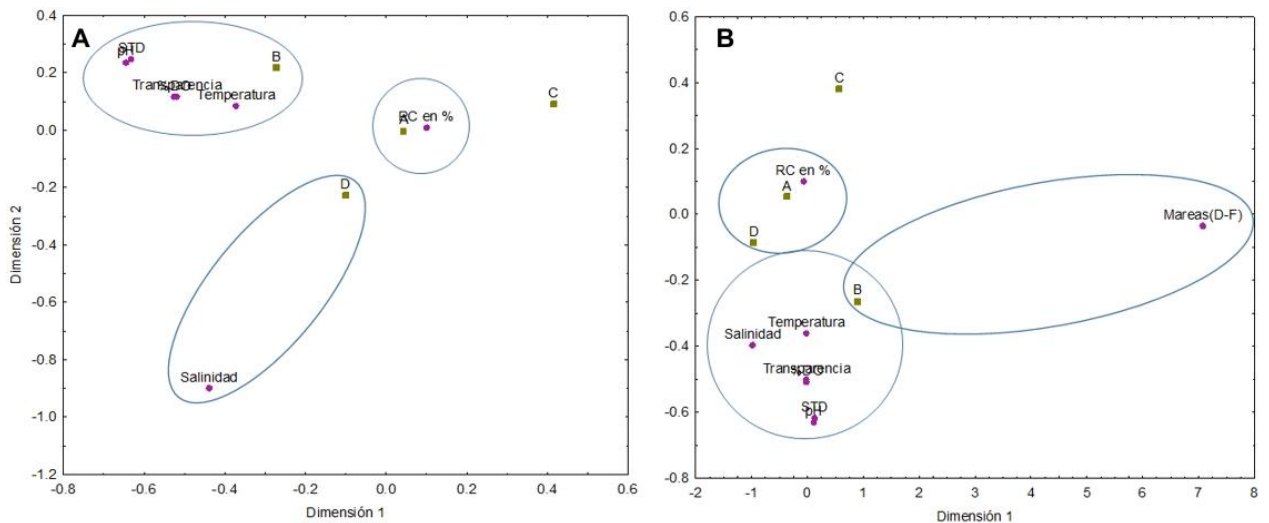 A
0.4
0.2
0.0
-0.2
-0.4
-0.6
-0.8
-1.0
-1.2
-0.8
-0.6
-0.4
-0.2
0.0
0.2
0.4
0.6
Dimensión 2
Dimensión 1
STD
pH
B
Transparencia
Temperatura
C
A
RC en %
D
Salinidad
B
0.6
0.4
0.2
0.0
-0.2
-0.4
-0.6
-0.8
-2
-1
0
1
2
3
4
5
6
7
8
Dimensión 1
C
RC en %
A
D
Mareas(D-F)
B
Temperatura
Salinidad
Transparencia
STD
pH